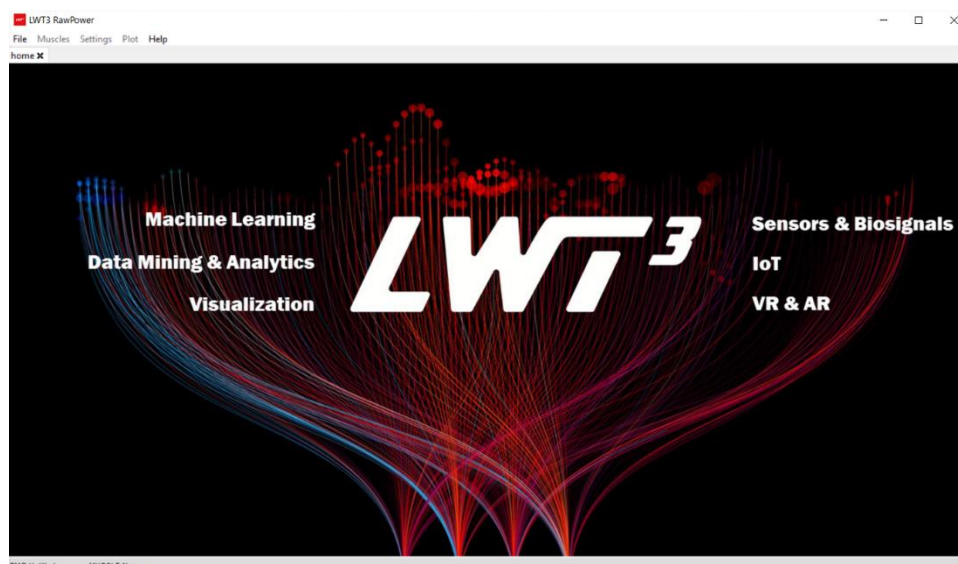 LWT3 RawPower
File Muscles Settings Plot Help
home
Machine Learning
Data Mining & Analytics
Visualization
LWT3
Sensors & Biosignals
IoT
VR & AR